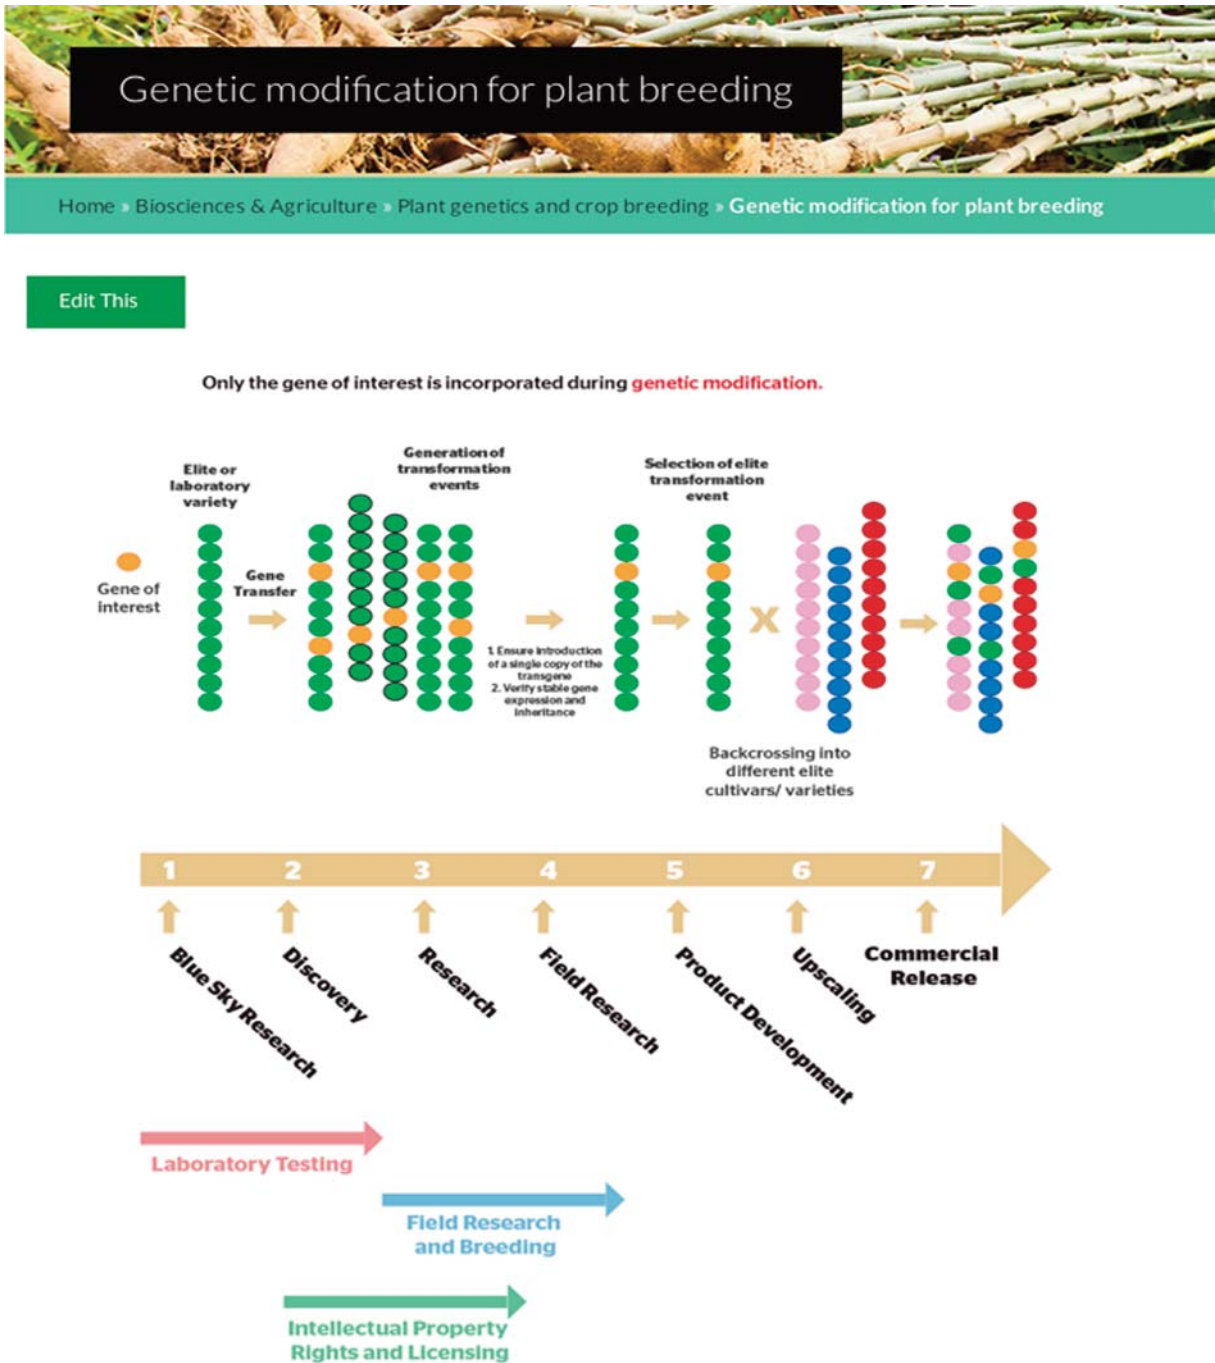 Genetic modification for plant breeding
Home » Biosciences & Agriculture » Plant genetics and crop breeding » Genetic modification for plant breeding
Edit This
Only the gene of interest is incorporated during genetic modification.
Gene of
interest
Elite or
laboratory
variety
Gene
Transfer
Generation of
transformation
events
1. Ensure introduction
of a single copy of the
transgene
2. Verify stable gene
expression and
inheritance
Selection of elite
transformation
event
X
Backcrossing into
different elite
cultivars/ varieties
1 2 3 4 5 6 7
Blue Sky Research
Discovery
Research
Field Research
Product Development
Upscaling
Commercial
Release
Laboratory Testing
Field Research
and Breeding
Intellectual Property
Rights and Licensing